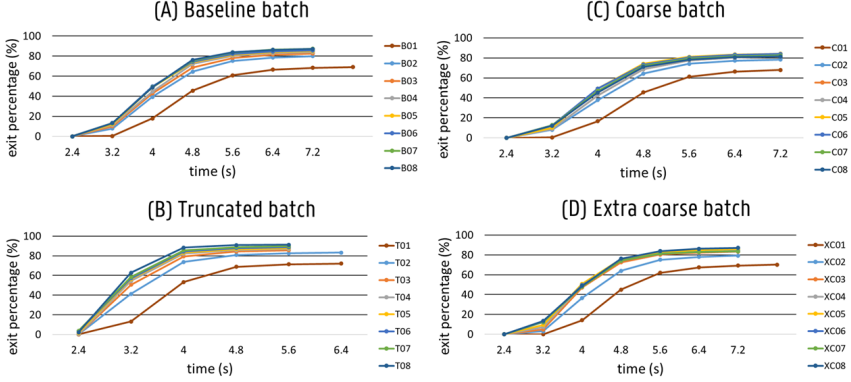 (A) Baseline batch
exit percentage (%)
100
80
60
40
20
0
2.4 3.2 4 4.8 5.6 6.4 7.2
time (s)
B01
B02
B03
B04
B05
B06
B07
B08
(C) Coarse batch
exit percentage (%)
100
80
60
40
20
0
2.4 3.2 4 4.8 5.6 6.4 7.2
time (s)
C01
C02
C03
C04
C05
C06
C07
C08
(B) Truncated batch
exit percentage (%)
100
80
60
40
20
0
2.4 3.2 4 4.8 5.6 6.4
time (s)
T01
T02
T03
T04
T05
T06
T07
T08
(D) Extra coarse batch
exit percentage (%)
100
80
60
40
20
0
2.4 3.2 4 4.8 5.6 6.4 7.2
time (s)
XC01
XC02
XC03
XC04
XC05
XC06
XC07
XC08